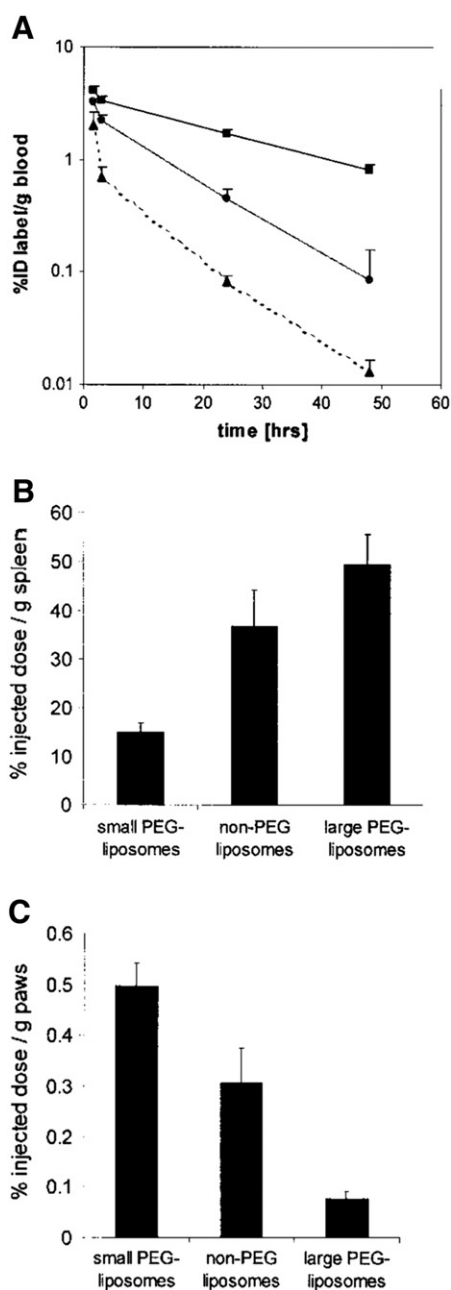 A
%ID label/g blood
10
1
0.1
0.01
0 10 20 30 40 50 60
time [hrs]
B
% injected dose / g spleen
60
50
40
30
20
10
0
small PEG- non-PEG large PEG-
liposomes liposomes liposomes
C
% injected dose / g paws
0.6
0.5
0.4
0.3
0.2
0.1
0
small PEG- non-PEG large PEG-
liposomes liposomes liposomes